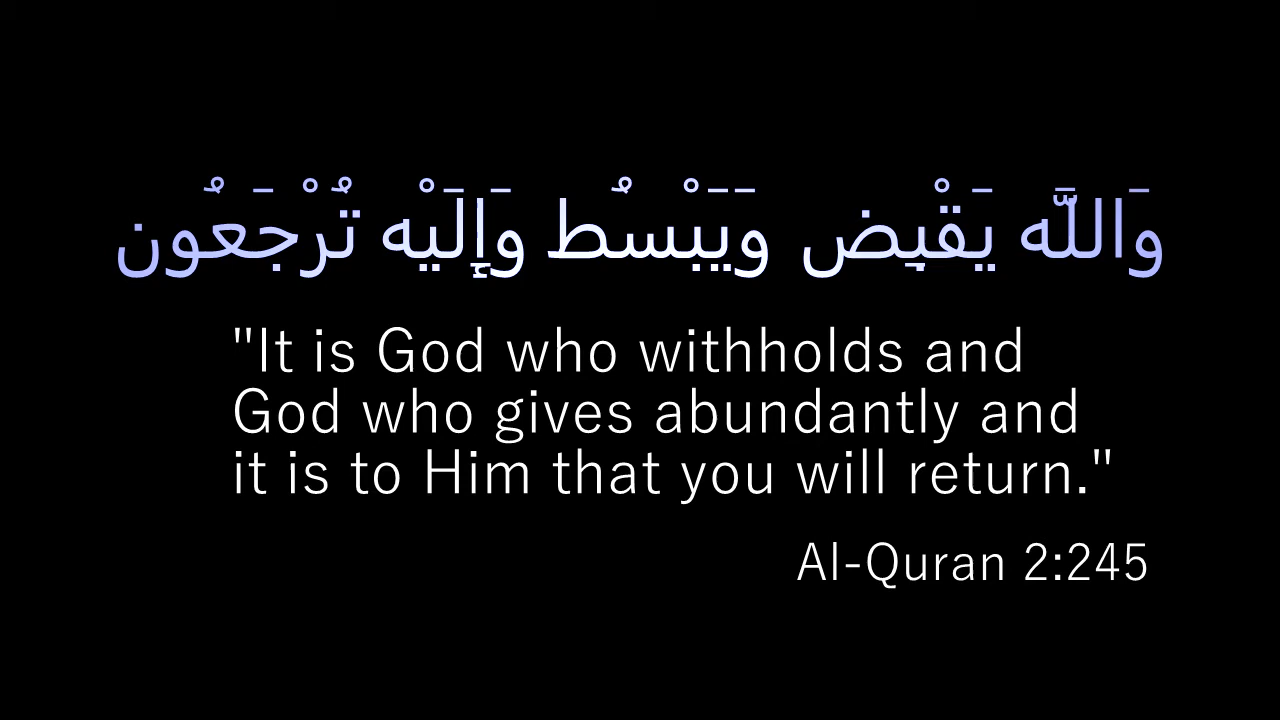 وَاللَّه يَقْبِض وَيَبْسُط وَإِلَيْه تُرْجَعُون
"It is God who withholds and
God who gives abundantly and
it is to Him that you will return."
Al-Quran 2:245